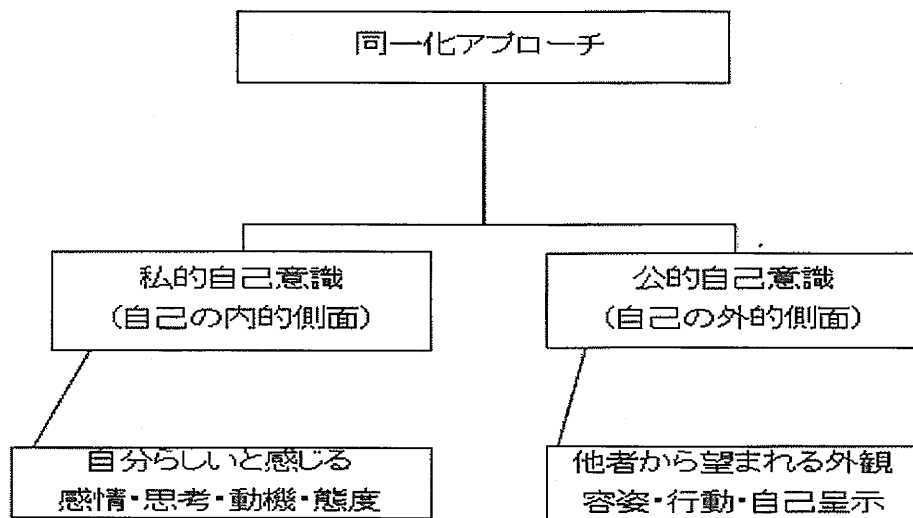 同一化アプローチ
私的自己意識
(自己の内的側面)
公的自己意識
(自己の外的側面)
自分らしいと感じる
感情・思考・動機・態度
他者から望まれる外観
容姿・行動・自己呈示